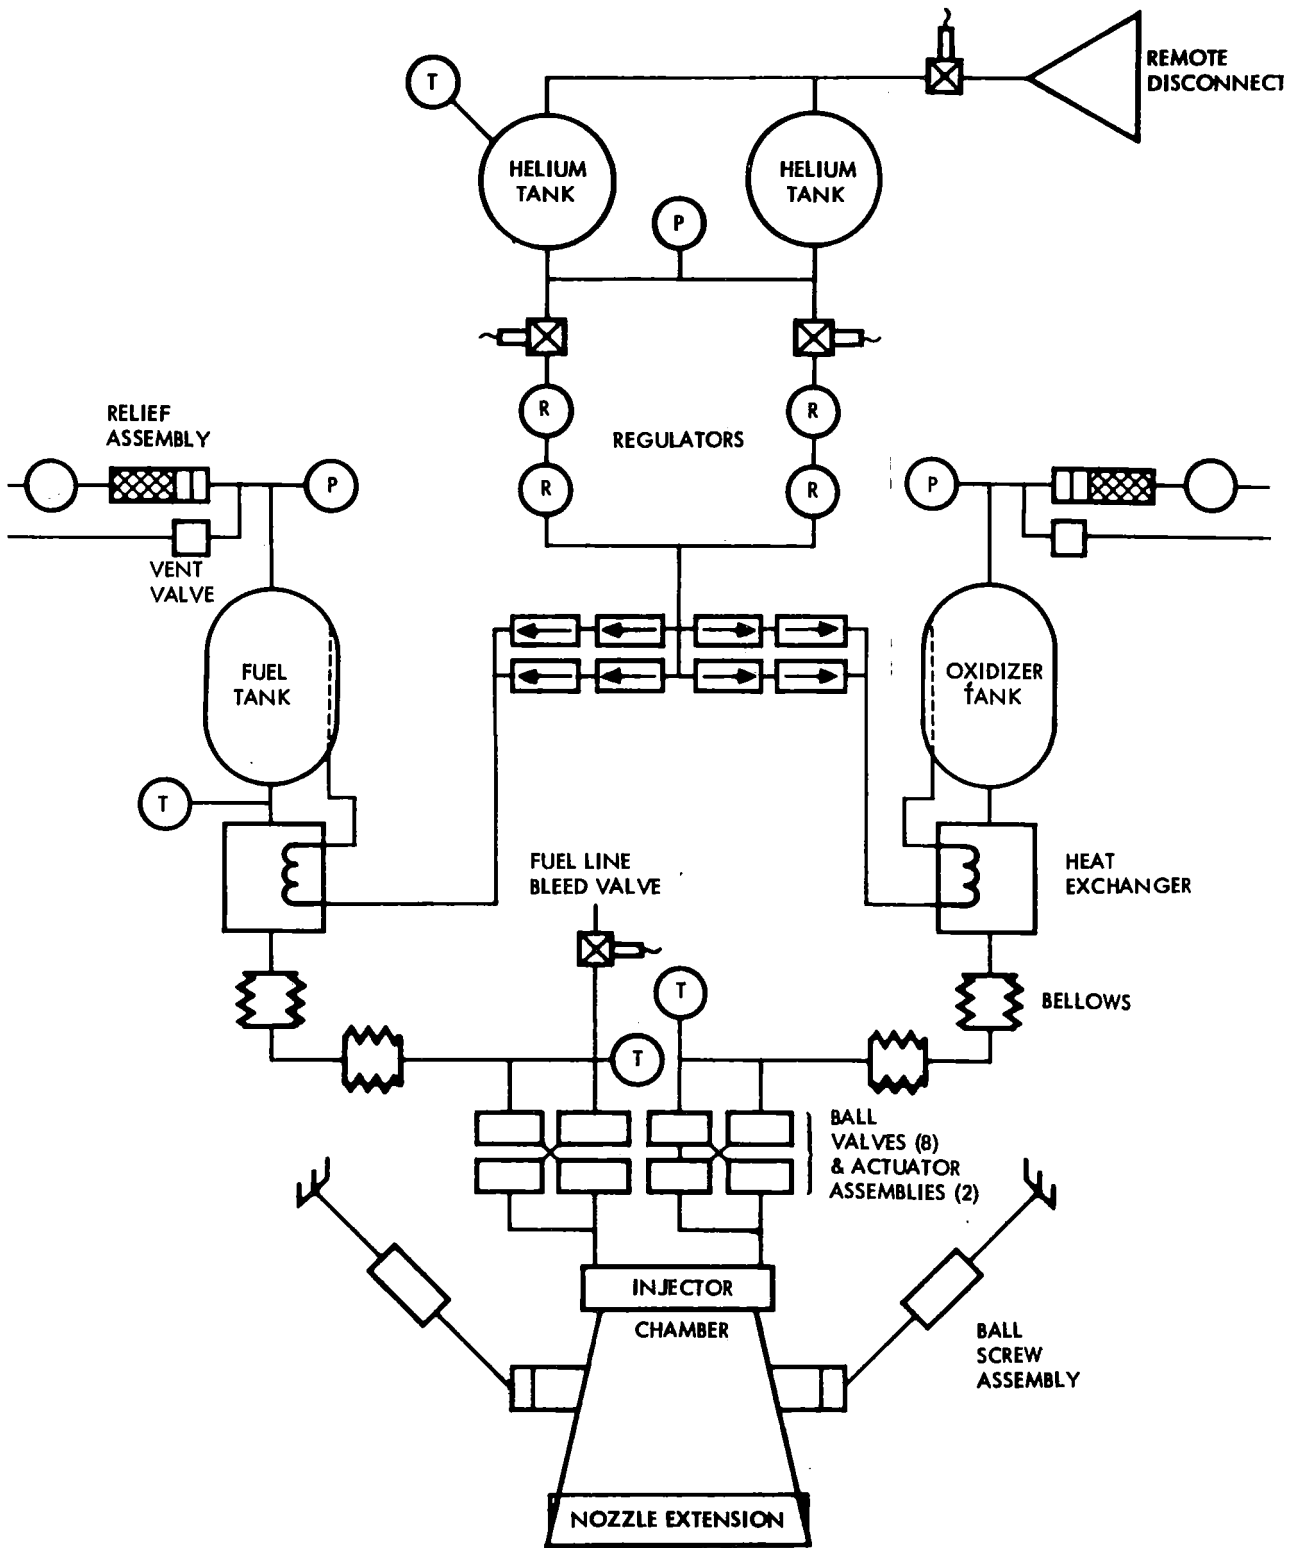 REMOTE
DISCONNECT
T
HELIUM
TANK
HELIUM
TANK
P
R
R
RELIEF
ASSEMBLY
REGULATORS
P
R
R
P
VENT
VALVE
FUEL
TANK
OXIDIZER
TANK
T
FUEL LINE
BLEED VALVE
HEAT
EXCHANGER
T
BELLOWS
T
BALL
VALVES (8)
& ACTUATOR
ASSEMBLIES (2)
INJECTOR
CHAMBER
BALL
SCREW
ASSEMBLY
NOZZLE EXTENSION